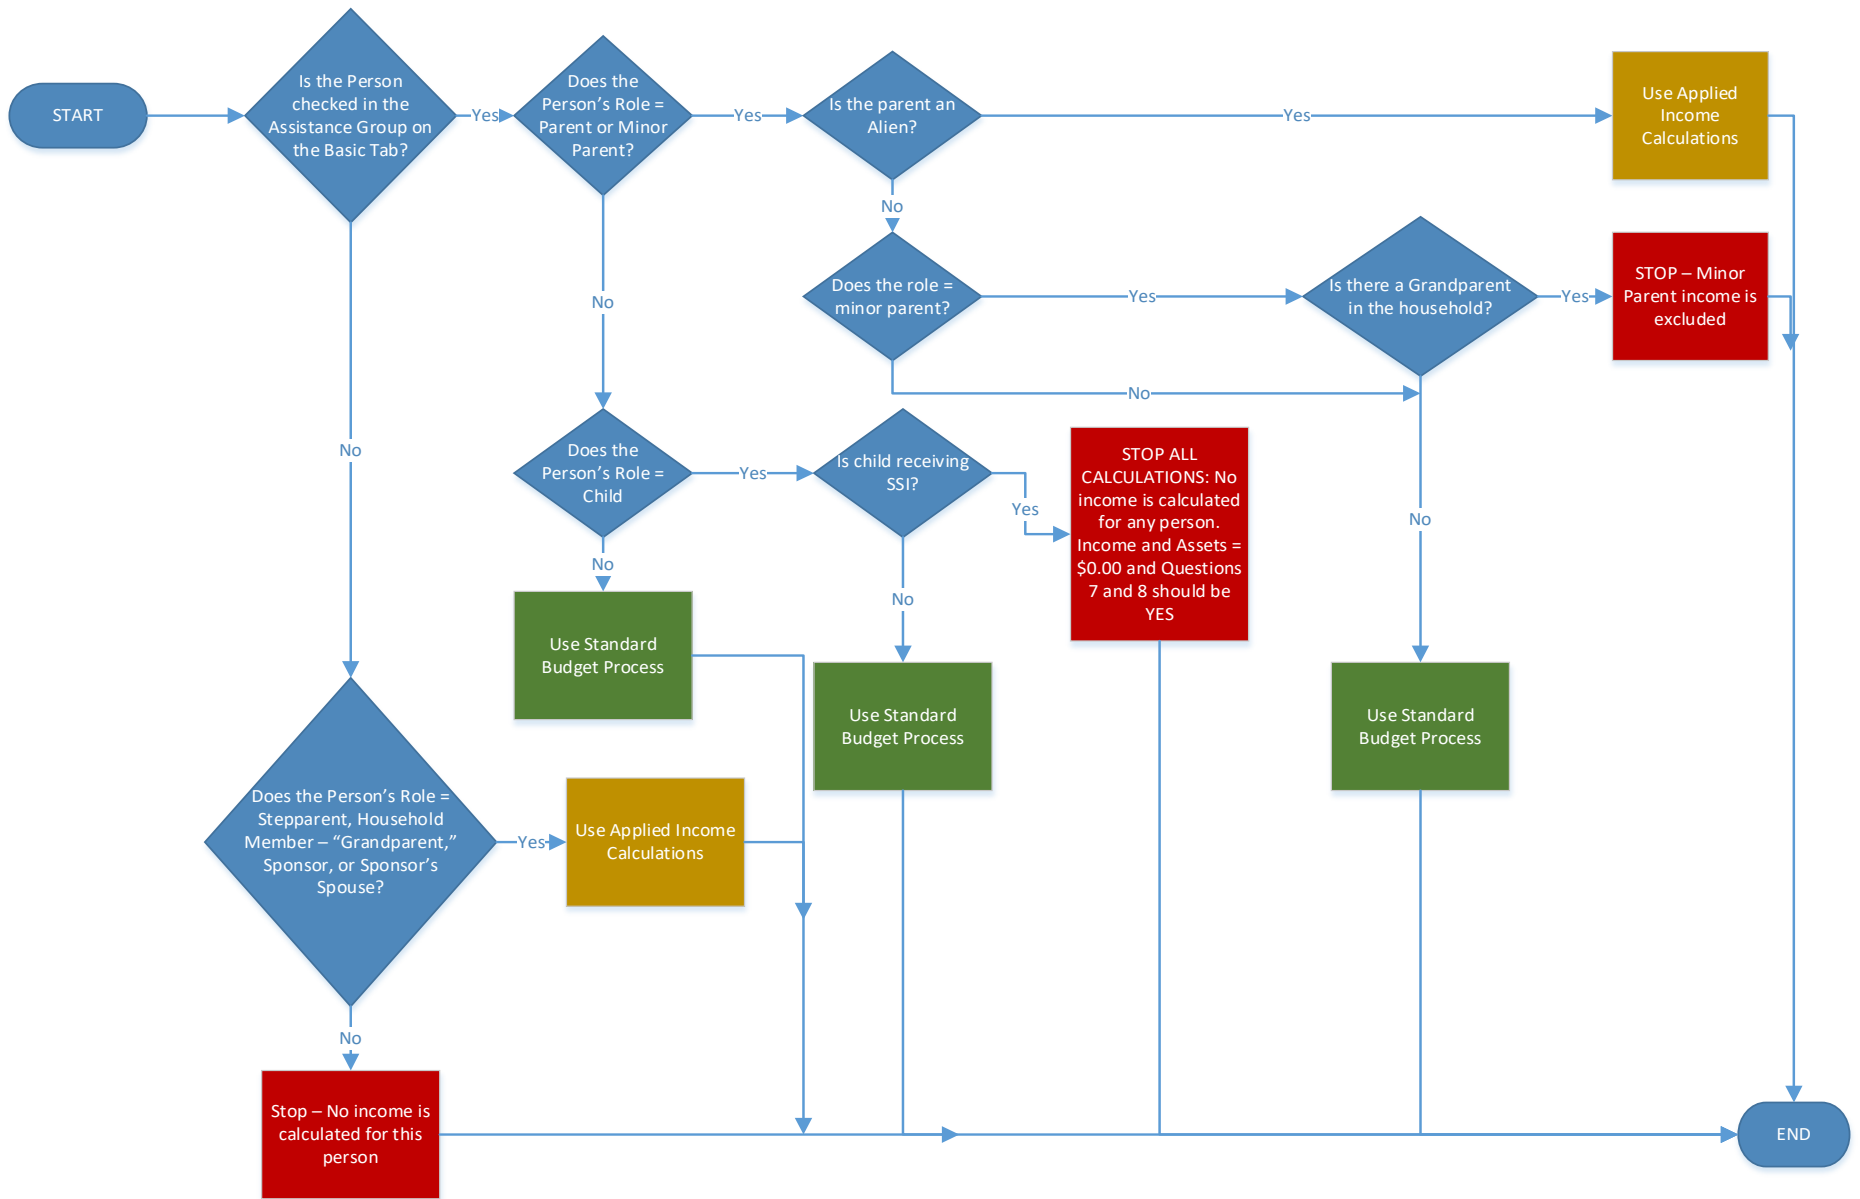 START
Is the Person
checked in the
Assistance Group on
the Basic Tab?
Yes
Does the
Person’s Role =
Parent or Minor
Parent?
Yes
Is the parent an
Alien?
Yes
Use Applied
Income
Calculations
No
Does the role =
minor parent?
Yes
Is there a Grandparent
in the household?
Yes
STOP – Minor
Parent income is
excluded
No
No
No
Does the
Person’s Role =
Child
Yes
Is child receiving
SSI?
Yes
STOP ALL
CALCULATIONS: No
income is calculated
for any person.
Income and Assets =
$0.00 and Questions
7 and 8 should be
YES
No
No
No
Use Standard
Budget Process
Use Standard
Budget Process
Use Standard
Budget Process
Does the Person’s Role =
Stepparent, Household
Member – “Grandparent,”
Sponsor, or Sponsor’s
Spouse?
Yes
Use Applied Income
Calculations
No
Stop – No income is
calculated for this
person
END